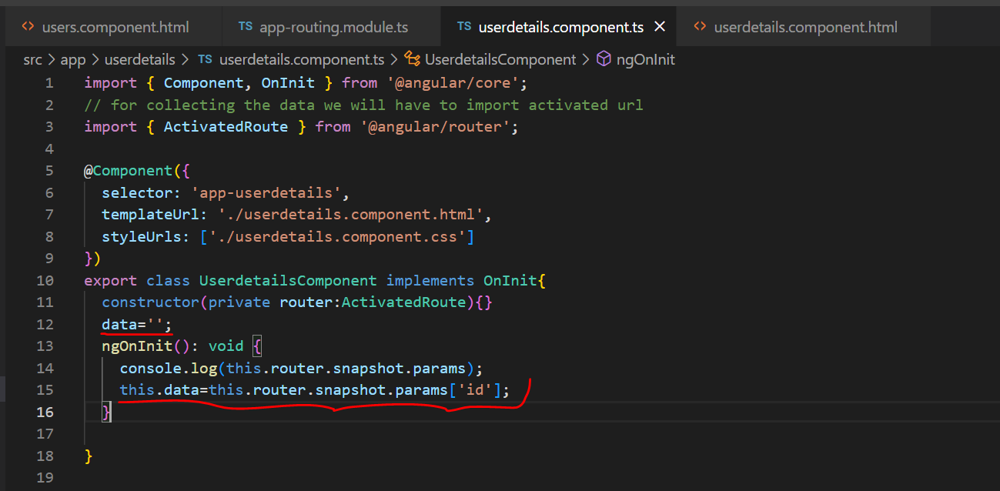 users.component.html TS app-routing.module.ts TS userdetails.component.ts userdetails.component.html
src > app > userdetails > TS userdetails.component.ts > UserdetailsComponent > ngOnInit
1 import { Component, OnInit } from '@angular/core';
2 // for collecting the data we will have to import activated url
3 import { ActivatedRoute } from '@angular/router';
4
5 @Component({
6 selector: 'app-userdetails',
7 templateUrl: './userdetails.component.html',
8 styleUrls: ['./userdetails.component.css']
9 })
10 export class UserdetailsComponent implements OnInit{
11 constructor(private router:ActivatedRoute){}
12 data='';
13 ngOnInit(): void {
14 console.log(this.router.snapshot.params);
15 this.data=this.router.snapshot.params['id'];
16 }
17
18 }
19